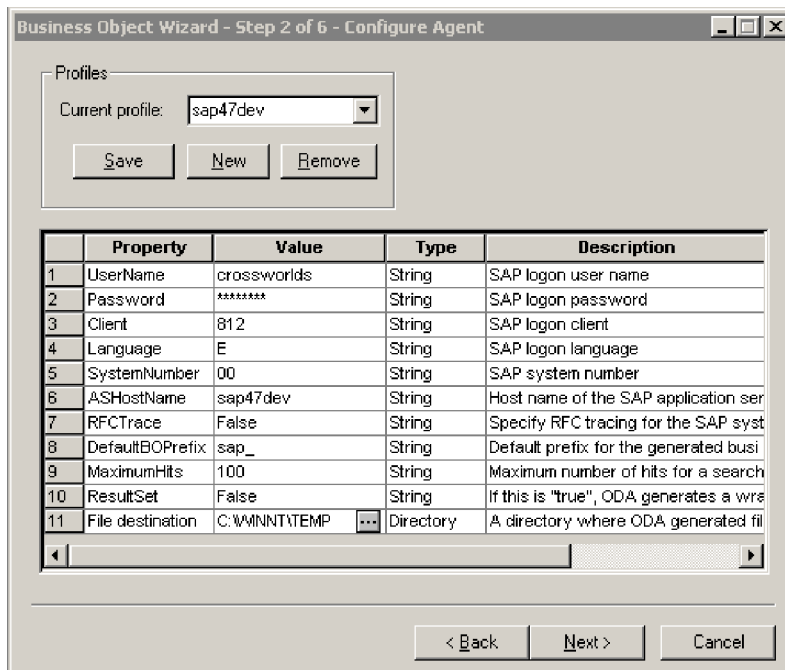 Business Object Wizard - Step 2 of 6 - Configure Agent
Profiles
Current profile: sap47dev
Save New Remove
Property Value Type Description
1 UserName crossworlds String SAP logon user name
2 Password ******** String SAP logon password
3 Client 812 String SAP logon client
4 Language E String SAP logon language
5 SystemNumber 00 String SAP system number
6 ASHostName sap47dev String Host name of the SAP application ser
7 RFCTrace False String Specify RFC tracing for the SAP syst
8 DefaultBOPrefix sap_ String Default prefix for the generated busi
9 MaximumHits 100 String Maximum number of hits for a search
10 ResultSet False String If this is "true", ODA generates a wra
11 File destination C:\WINNT\TEMP ... Directory A directory where ODA generated fil
< Back Next > Cancel